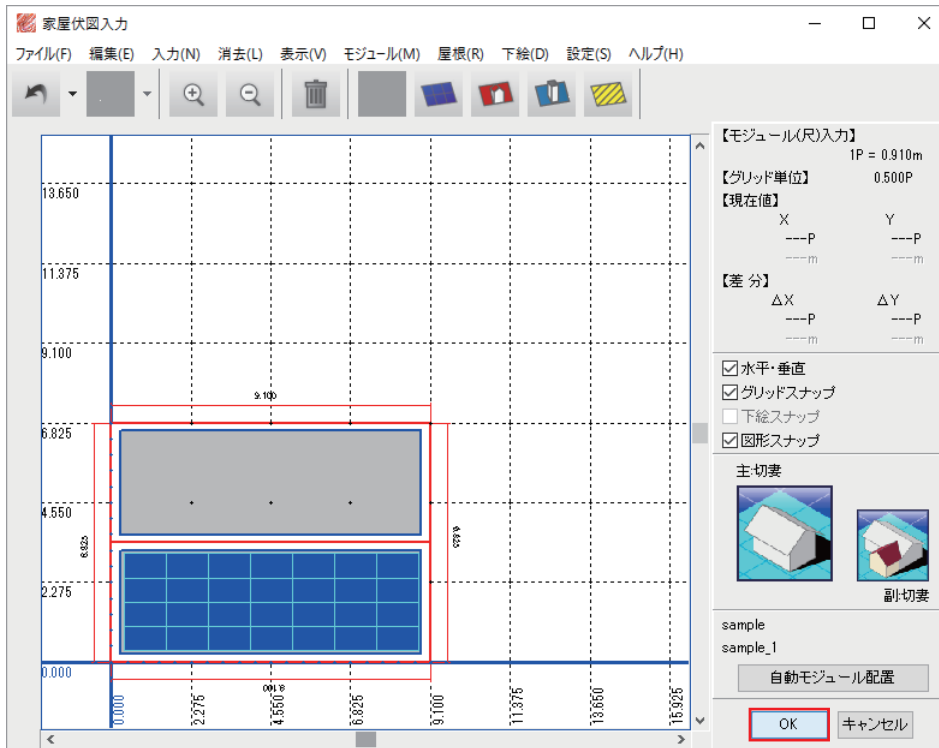 家屋伏図入力
ファイル(F) 編集(E) 入力(N) 消去(L) 表示(V) モジュール(M) 屋根(R) 下絵(D) 設定(S) ヘルプ(H)
【モジュール(尺)入力】
1P = 0.910m
【グリッド単位】 0.500P
【現在値】
X Y
---P ---P
---m ---m
【差 分】
ΔX ΔY
---P ---P
---m ---m
水平・垂直
グリッドスナップ
下絵スナップ
図形スナップ
主:切妻
副:切妻
sample
sample_1
自動モジュール配置
OK キャンセル
13.650
11.375
9.100
9.100
6.825
4.550
6.825
6.825
2.275
0.000
9.100
0.000 2.275 4.550 6.825 9.100 11.375 13.650 15.925